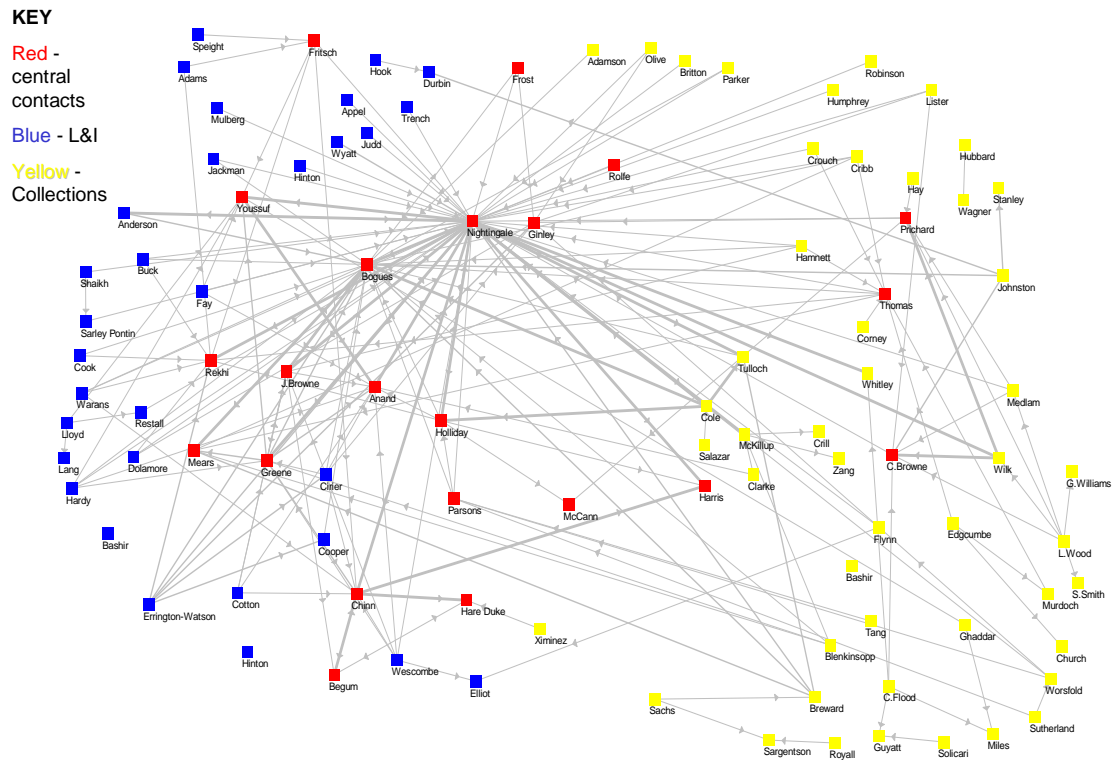 KEY
Red -
central
contacts
Blue - L&I
Yellow -
Collections
Speight
Fritsch
Adams
Hook
Durbin
Frost
Adamson
Olive
Britton
Parker
Robinson
Humphrey
Lister
Mulberg
Appel
Trench
Judd
Wyatt
Jackman
Hinton
Rolfe
Crouch
Cribb
Hubbard
Hay
Wagner
Stanley
Youssuf
Anderson
Nightingale
Ginley
Prichard
Buck
Bogues
Hamnett
Shaikh
Johnston
Fay
Thomas
Sarley Pontin
Corney
Cook
Rekhi
J.Browne
Anand
Tulloch
Whitley
Warans
Medlam
Restall
Holliday
Cole
Lloyd
McKillup
Crill
Salazar
Zang
Lang
Dolamore
Mears
Greene
Cirier
C.Browne
Wilk
Clarke
G.Williams
Hardy
Parsons
McCann
Harris
Bashir
Cooper
Flynn
Edgcumbe
L.Wood
Bashir
S.Smith
Murdoch
Errington-Watson
Cotton
Chinn
Hare Duke
Ximinez
Tang
Ghaddar
Blenkinsopp
Church
Hinton
Begum
Wescombe
Elliot
Worsfold
Sachs
Breward
C.Flood
Sutherland
Sargentson
Royall
Guyatt
Solicari
Miles